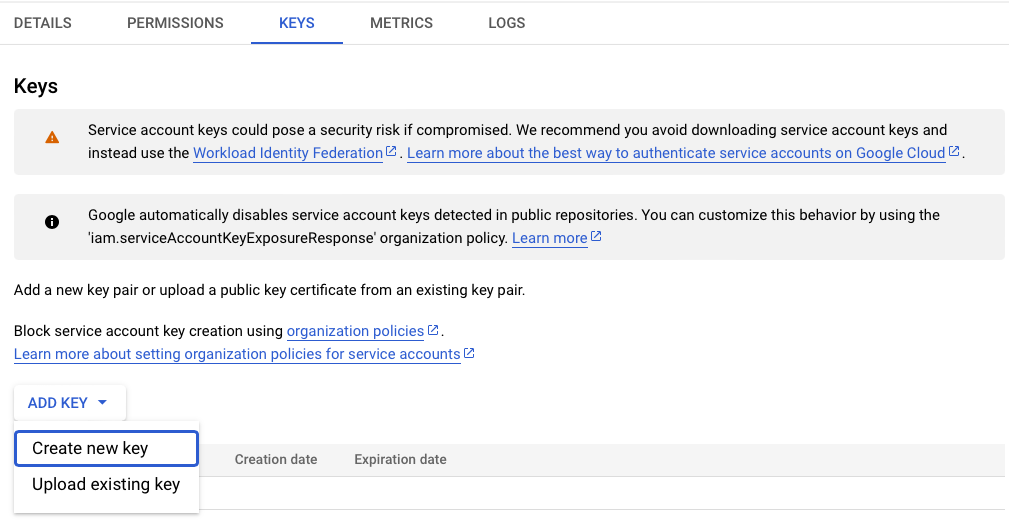 DETAILS PERMISSIONS KEYS METRICS LOGS
Keys
Service account keys could pose a security risk if compromised. We recommend you avoid downloading service account keys and
instead use the Workload Identity Federation . Learn more about the best way to authenticate service accounts on Google Cloud .
Google automatically disables service account keys detected in public repositories. You can customize this behavior by using the
'iam.serviceAccountKeyExposureResponse' organization policy. Learn more
Add a new key pair or upload a public key certificate from an existing key pair.
Block service account key creation using organization policies .
Learn more about setting organization policies for service accounts
ADD KEY
Create new key
Creation date Expiration date
Upload existing key